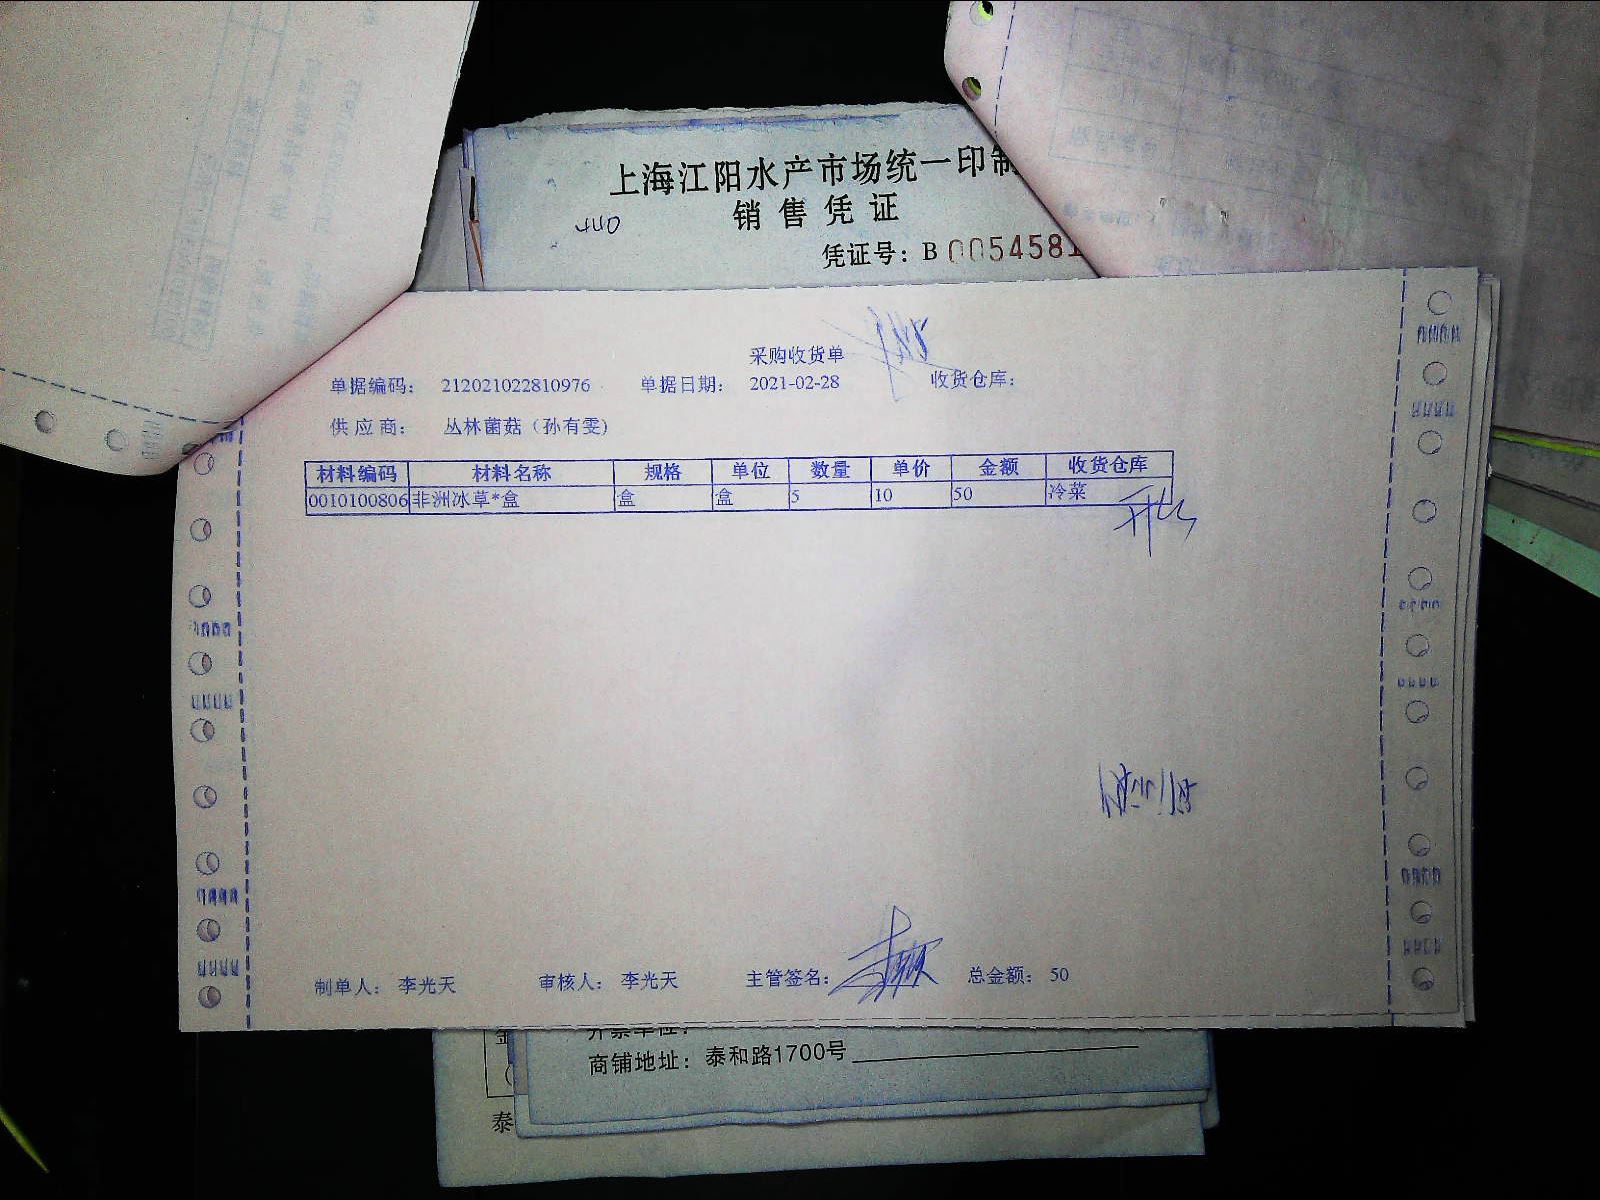 上海江阳水产市场统一印制
销售凭证
凭证号：B 0054581
采购收货单
单据编码： 212021022810976 单据日期： 2021-02-28 收货仓库：
供应商： 丛林菌菇（孙有雯）
材料编码 材料名称 规格 单位 数量 单价 金额 收货仓库
0010100806 非洲冰草*盒 盒 盒 5 10 50 冷菜
制单人： 李光天 审核人： 李光天 主管签名： 总金额： 50
开票单位：
商铺地址：泰和路1700号
泰